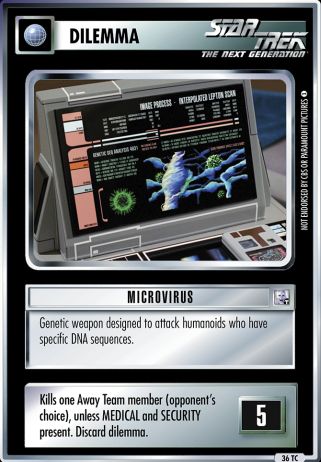 DILEMMA
STAR TREK
THE NEXT GENERATION
IMAGE PROCESS - INTERPOLATED LEPTON SCAN
GENETIC SEQ ANALYSIS 4631
NOT ENDORSED BY CBS OR PARAMOUNT PICTURES
MICROVIRUS
Genetic weapon designed to attack humanoids who have
specific DNA sequences.
Kills one Away Team member (opponent's
choice), unless MEDICAL and SECURITY
present. Discard dilemma.
5
36 TC